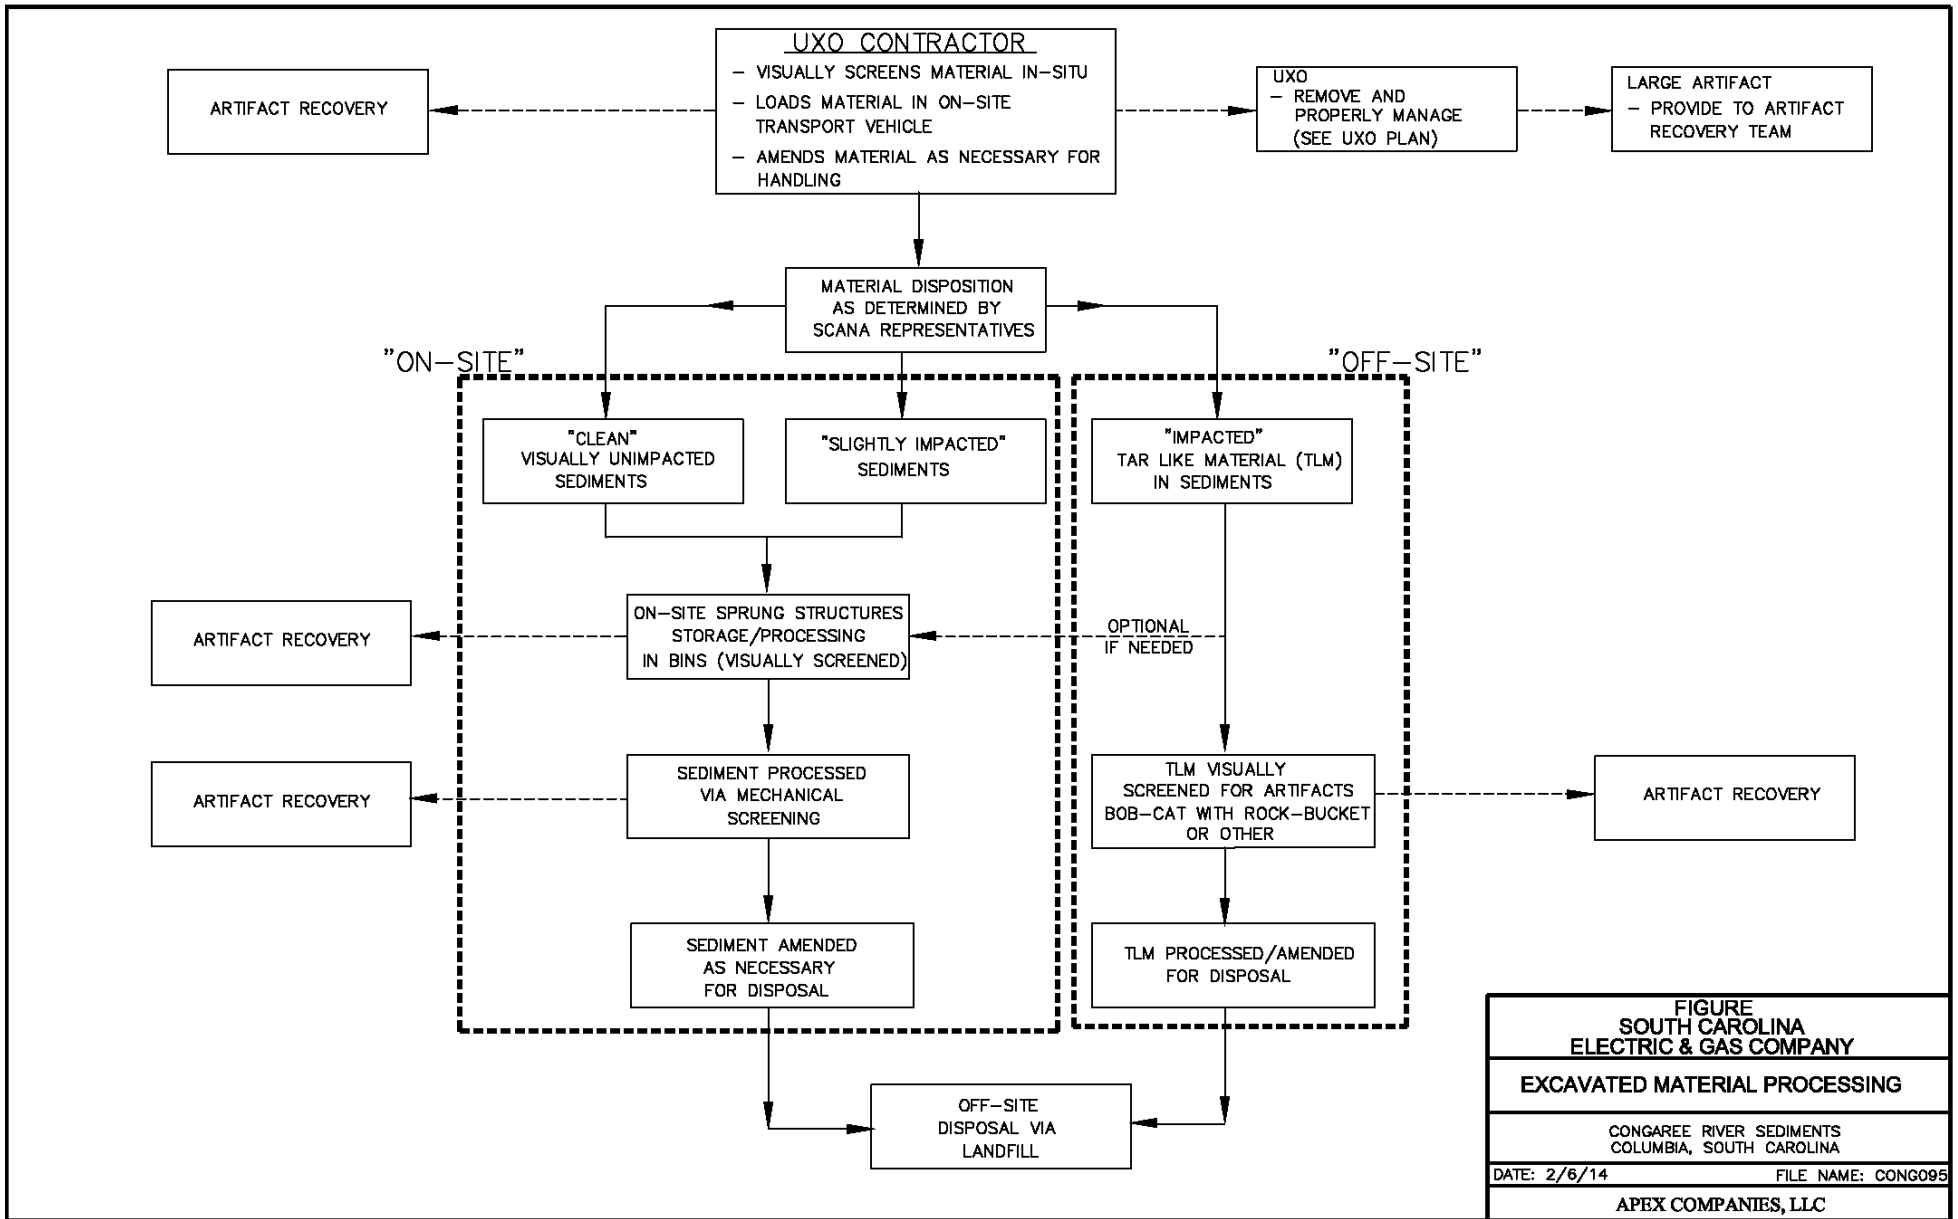 UXO CONTRACTOR
– VISUALLY SCREENS MATERIAL IN–SITU
– LOADS MATERIAL IN ON–SITE
TRANSPORT VEHICLE
– AMENDS MATERIAL AS NECESSARY FOR
HANDLING
ARTIFACT RECOVERY
UXO
– REMOVE AND
PROPERLY MANAGE
(SEE UXO PLAN)
LARGE ARTIFACT
– PROVIDE TO ARTIFACT
RECOVERY TEAM
MATERIAL DISPOSITION
AS DETERMINED BY
SCANA REPRESENTATIVES
"ON–SITE"
"OFF–SITE"
"CLEAN"
VISUALLY UNIMPACTED
SEDIMENTS
"SLIGHTLY IMPACTED"
SEDIMENTS
"IMPACTED"
TAR LIKE MATERIAL (TLM)
IN SEDIMENTS
ARTIFACT RECOVERY
ON–SITE SPRUNG STRUCTURES
STORAGE/PROCESSING
IN BINS (VISUALLY SCREENED)
OPTIONAL
IF NEEDED
ARTIFACT RECOVERY
SEDIMENT PROCESSED
VIA MECHANICAL
SCREENING
TLM VISUALLY
SCREENED FOR ARTIFACTS
BOB–CAT WITH ROCK–BUCKET
OR OTHER
ARTIFACT RECOVERY
SEDIMENT AMENDED
AS NECESSARY
FOR DISPOSAL
TLM PROCESSED/AMENDED
FOR DISPOSAL
OFF–SITE
DISPOSAL VIA
LANDFILL
FIGURE
SOUTH CAROLINA
ELECTRIC & GAS COMPANY
EXCAVATED MATERIAL PROCESSING
CONGAREE RIVER SEDIMENTS
COLUMBIA, SOUTH CAROLINA
DATE: 2/6/14 FILE NAME: CONG095
APEX COMPANIES, LLC